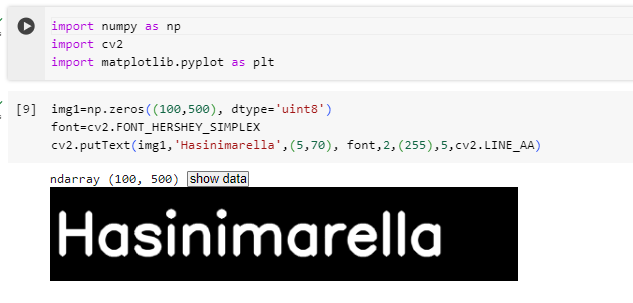 import numpy as np
import cv2
import matplotlib.pyplot as plt
[9] img1=np.zeros((100,500), dtype='uint8')
font=cv2.FONT_HERSHEY_SIMPLEX
cv2.putText(img1,'Hasinimarella',(5,70), font,2,(255),5,cv2.LINE_AA)
ndarray (100, 500) show data
Hasinimarella